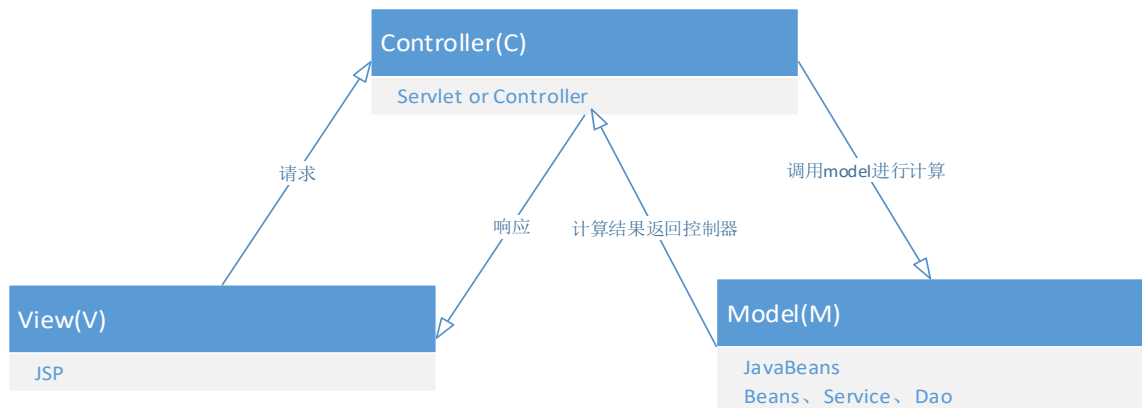 Controller(C)
Servlet or Controller
请求
调用model进行计算
响应
计算结果返回控制器
View(V)
JSP
Model(M)
JavaBeans
Beans、Service、Dao